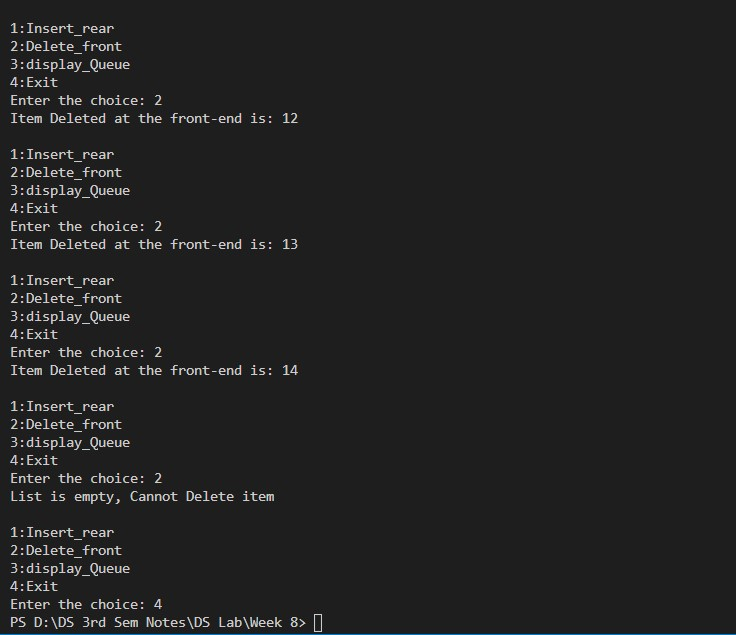 1:Insert_rear
2:Delete_front
3:display_Queue
4:Exit
Enter the choice: 2
Item Deleted at the front-end is: 12
1:Insert_rear
2:Delete_front
3:display_Queue
4:Exit
Enter the choice: 2
Item Deleted at the front-end is: 13
1:Insert_rear
2:Delete_front
3:display_Queue
4:Exit
Enter the choice: 2
Item Deleted at the front-end is: 14
1:Insert_rear
2:Delete_front
3:display_Queue
4:Exit
Enter the choice: 2
List is empty, Cannot Delete item
1:Insert_rear
2:Delete_front
3:display_Queue
4:Exit
Enter the choice: 4
PS D:\DS 3rd Sem Notes\DS Lab\Week 8>